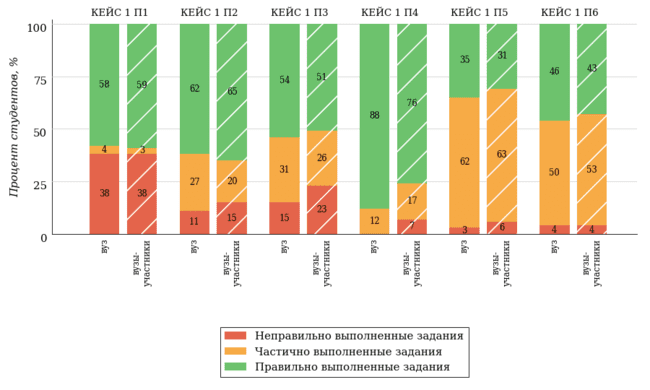 КЕЙС 1 П1 КЕЙС 1 П2 КЕЙС 1 П3 КЕЙС 1 П4 КЕЙС 1 П5 КЕЙС 1 П6
Процент студентов, %
100
75
50
25
0
58 4 38
59 3 38
62 27 11
65 20 15
54 31 15
51 26 23
88 12
76 17 7
35 62 3
31 63 6
46 50 4
43 53 4
вуз
вузы-
участники
вуз
вузы-
участники
вуз
вузы-
участники
вуз
вузы-
участники
вуз
вузы-
участники
вуз
вузы-
участники
Неправильно выполненные задания
Частично выполненные задания
Правильно выполненные задания